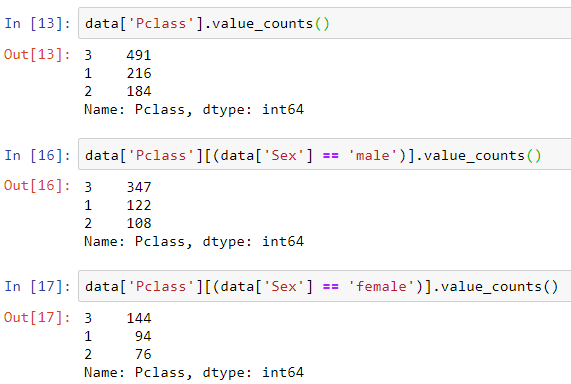 In [13]: data['Pclass'].value_counts()
Out[13]: 3    491
1    216
2    184
Name: Pclass, dtype: int64
In [16]: data['Pclass'][(data['Sex'] == 'male')].value_counts()
Out[16]: 3    347
1    122
2    108
Name: Pclass, dtype: int64
In [17]: data['Pclass'][(data['Sex'] == 'female')].value_counts()
Out[17]: 3    144
1     94
2     76
Name: Pclass, dtype: int64